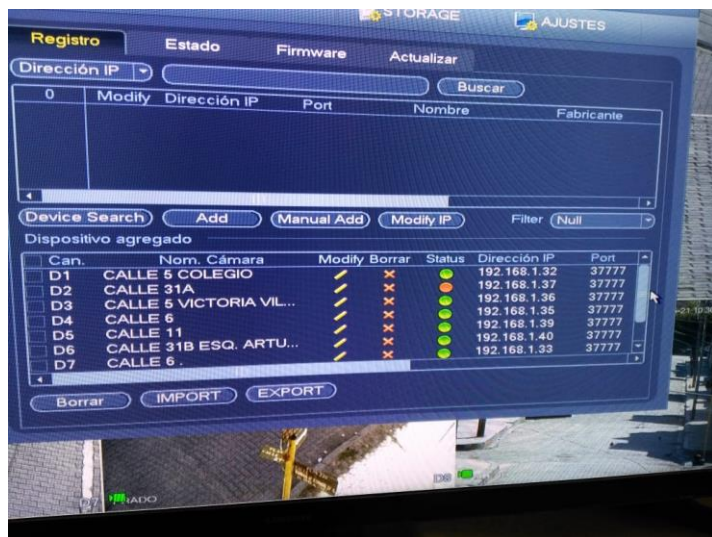 STORAGE AJUSTES
Registro Estado Firmware Actualizar
Dirección IP Buscar
0 Modify Dirección IP Port Nombre Fabricante
Device Search Add Manual Add Modify IP Filter Null
Dispositivo agregado
Can. Nom. Cámara Modify Borrar Status Dirección IP Port
D1 CALLE 5 COLEGIO 192.168.1.32 37777
D2 CALLE 31A 192.168.1.37 37777
D3 CALLE 5 VICTORIA VIL... 192.168.1.36 37777
D4 CALLE 6 192.168.1.35 37777
D5 CALLE 11 192.168.1.39 37777
D6 CALLE 31B ESQ. ARTU... 192.168.1.40 37777
D7 CALLE 6 . 192.168.1.33 37777
Borrar IMPORT EXPORT